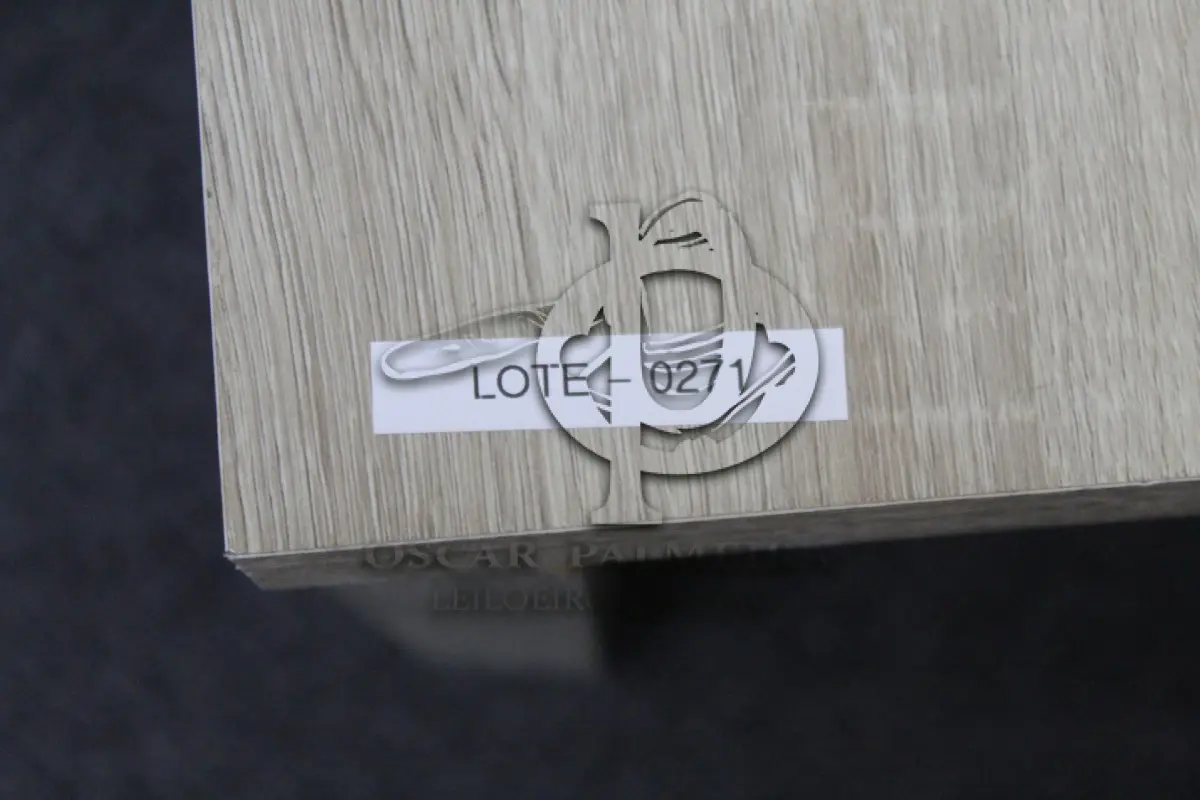 LOTE - 0271
OSCAR PALMEIRA
LEILOEIRO